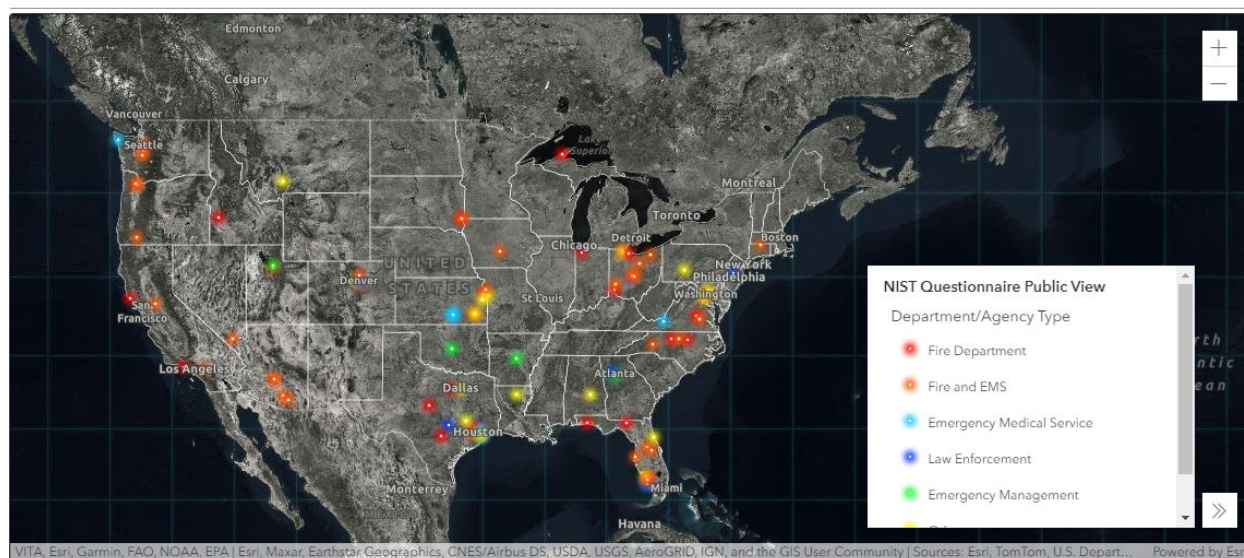 Edmonton
Calgary
Vancouver
Seattle
Lake
Superior
Montreal
Toronto
Boston
Detroit
Chicago
New York
Philadelphia
Washington
UNITED
STATES
Denver
St Louis
San
Francisco
Los Angeles
Atlanta
Dallas
Houston
Monterrey
Miami
Havana
+
−
NIST Questionnaire Public View
Department/Agency Type
Fire Department
Fire and EMS
Emergency Medical Service
Law Enforcement
Emergency Management
VITA, Esri, Garmin, FAO, NOAA, EPA | Esri, Maxar, Earthstar Geographics, CNES/Airbus DS, USDA, USGS, AeroGRID, IGN, and the GIS User Community | Sources: Esri, TomTom, U.S. Depart... Powered by Esri